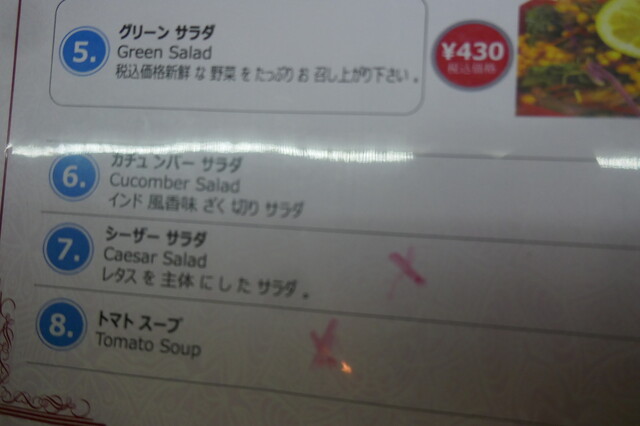 5.
グリーン サラダ
Green Salad
税込価格新鮮 な 野菜 を たっぷり お 召し上がり下さい 。
¥430
税込価格
6.
カチュ ンバー サラダ
Cucomber Salad
インド 風香味 ざく 切り サラダ
7.
シーザー サラダ
Caesar Salad
レタス を 主体 に し た サラダ 。
8.
トマト スープ
Tomato Soup